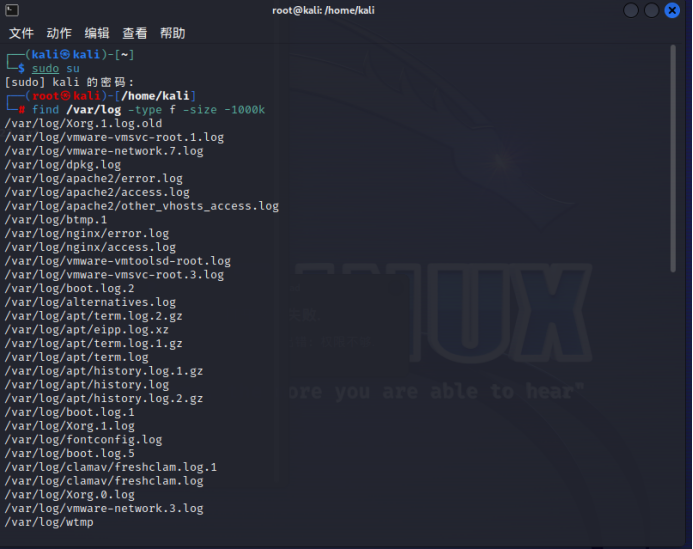 root@kali: /home/kali
文件 动作 编辑 查看 帮助
┌──(kali㉿kali)-[~]
└─$ sudo su
[sudo] kali 的密码：
┌──(root㉿kali)-[/home/kali]
└─# find /var/log -type f -size -1000k
/var/log/Xorg.1.log.old
/var/log/vmware-vmsvc-root.1.log
/var/log/vmware-network.7.log
/var/log/dpkg.log
/var/log/apache2/error.log
/var/log/apache2/access.log
/var/log/apache2/other_vhosts_access.log
/var/log/btmp.1
/var/log/nginx/error.log
/var/log/nginx/access.log
/var/log/vmware-vmtoolsd-root.log
/var/log/vmware-vmsvc-root.3.log
/var/log/boot.log.2
/var/log/alternatives.log
/var/log/apt/term.log.2.gz
/var/log/apt/eipp.log.xz
/var/log/apt/term.log.1.gz
/var/log/apt/term.log
/var/log/apt/history.log.1.gz
/var/log/apt/history.log
/var/log/apt/history.log.2.gz
/var/log/boot.log.1
/var/log/Xorg.1.log
/var/log/fontconfig.log
/var/log/boot.log.5
/var/log/clamav/freshclam.log.1
/var/log/clamav/freshclam.log
/var/log/Xorg.0.log
/var/log/vmware-network.3.log
/var/log/wtmp
UX
ore you are able to hear"